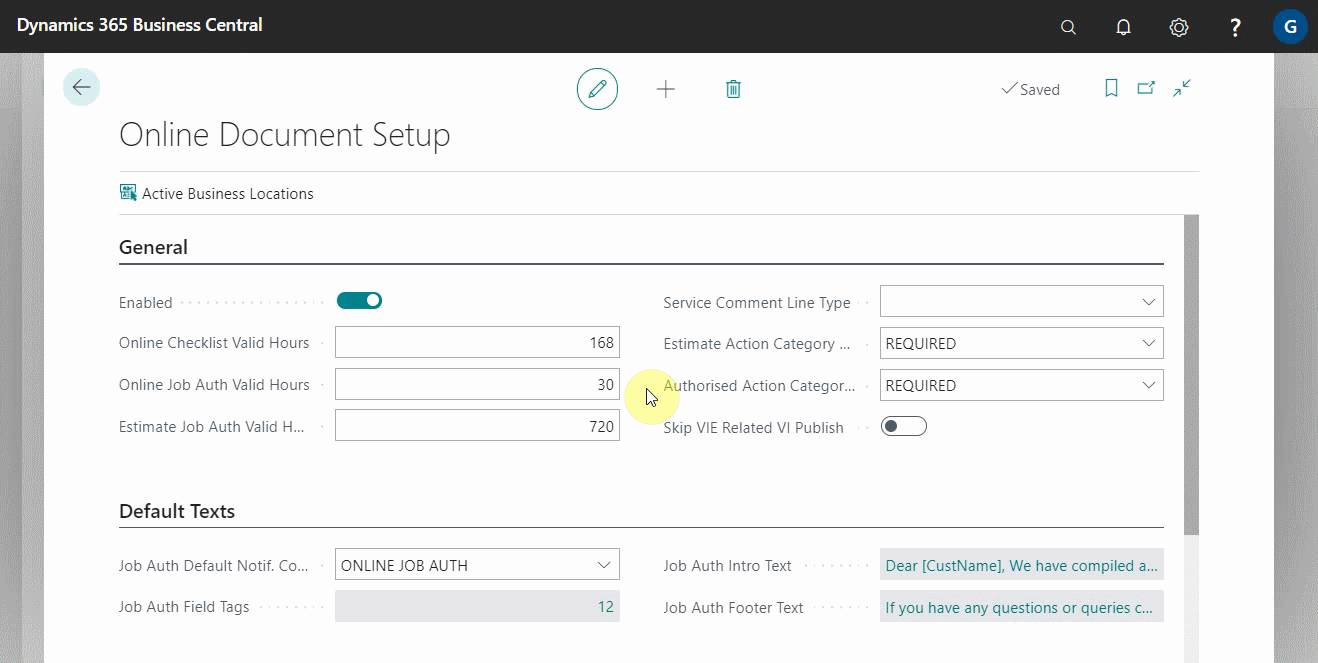 Dynamics 365 Business Central
?
G
Saved
Online Document Setup
Active Business Locations
General
Enabled
Service Comment Line Type
Online Checklist Valid Hours 168
Estimate Action Category ... REQUIRED
Online Job Auth Valid Hours 30
Authorised Action Categor... REQUIRED
Estimate Job Auth Valid H... 720
Skip VIE Related VI Publish
Default Texts
Job Auth Default Notif. Co... ONLINE JOB AUTH
Job Auth Intro Text Dear [CustName], We have compiled a...
Job Auth Field Tags 12
Job Auth Footer Text If you have any questions or queries c...